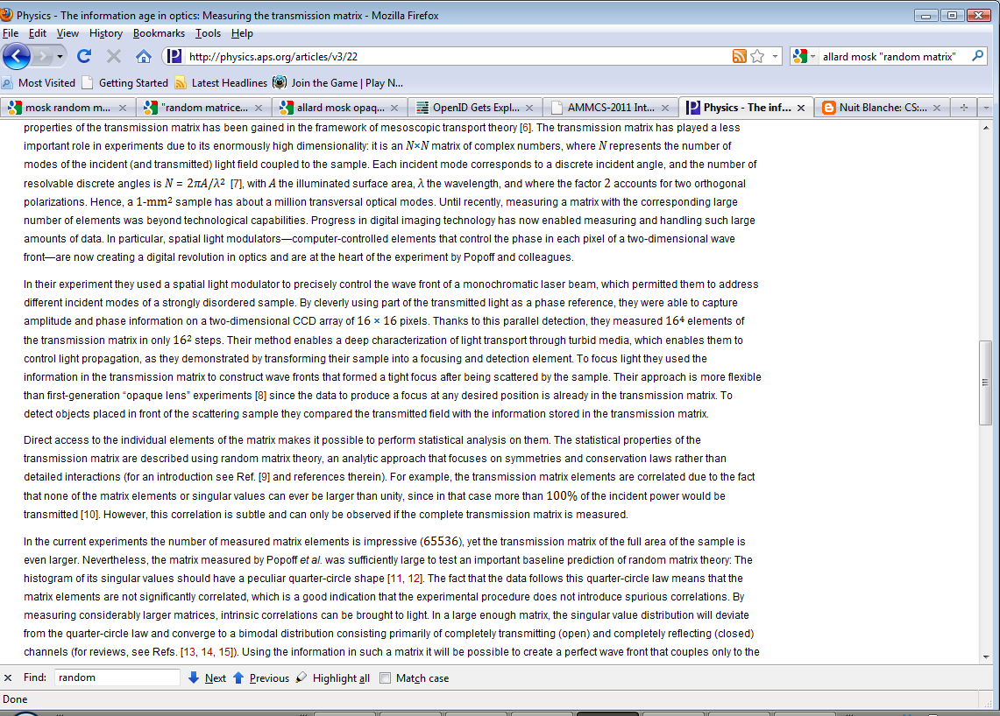 Physics - The information age in optics: Measuring the transmission matrix - Mozilla Firefox
File Edit View History Bookmarks Tools Help
http://physics.aps.org/articles/v3/22
allard mosk "random matrix"
Most Visited Getting Started Latest Headlines Join the Game | Play N...
mosk random m... "random matrice... allard mosk opaq... OpenID Gets Expl... AMMCS-2011 Int... Physics - The inf... Nuit Blanche: CS:...
properties of the transmission matrix has been gained in the framework of mesoscopic transport theory [6]. The transmission matrix has played a less
important role in experiments due to its enormously high dimensionality: it is an N×N matrix of complex numbers, where N represents the number of
modes of the incident (and transmitted) light field coupled to the sample. Each incident mode corresponds to a discrete incident angle, and the number of
resolvable discrete angles is N = 2πA/λ² [7], with A the illuminated surface area, λ the wavelength, and where the factor 2 accounts for two orthogonal
polarizations. Hence, a 1-mm² sample has about a million transversal optical modes. Until recently, measuring a matrix with the corresponding large
number of elements was beyond technological capabilities. Progress in digital imaging technology has now enabled measuring and handling such large
amounts of data. In particular, spatial light modulators—computer-controlled elements that control the phase in each pixel of a two-dimensional wave
front—are now creating a digital revolution in optics and are at the heart of the experiment by Popoff and colleagues.
In their experiment they used a spatial light modulator to precisely control the wave front of a monochromatic laser beam, which permitted them to address
different incident modes of a strongly disordered sample. By cleverly using part of the transmitted light as a phase reference, they were able to capture
amplitude and phase information on a two-dimensional CCD array of 16 × 16 pixels. Thanks to this parallel detection, they measured 16⁴ elements of
the transmission matrix in only 16² steps. Their method enables a deep characterization of light transport through turbid media, which enables them to
control light propagation, as they demonstrated by transforming their sample into a focusing and detection element. To focus light they used the
information in the transmission matrix to construct wave fronts that formed a tight focus after being scattered by the sample. Their approach is more flexible
than first-generation “opaque lens” experiments [8] since the data to produce a focus at any desired position is already in the transmission matrix. To
detect objects placed in front of the scattering sample they compared the transmitted field with the information stored in the transmission matrix.
Direct access to the individual elements of the matrix makes it possible to perform statistical analysis on them. The statistical properties of the
transmission matrix are described using random matrix theory, an analytic approach that focuses on symmetries and conservation laws rather than
detailed interactions (for an introduction see Ref. [9] and references therein). For example, the transmission matrix elements are correlated due to the fact
that none of the matrix elements or singular values can ever be larger than unity, since in that case more than 100% of the incident power would be
transmitted [10]. However, this correlation is subtle and can only be observed if the complete transmission matrix is measured.
In the current experiments the number of measured matrix elements is impressive (65536), yet the transmission matrix of the full area of the sample is
even larger. Nevertheless, the matrix measured by Popoff et al. was sufficiently large to test an important baseline prediction of random matrix theory: The
histogram of its singular values should have a peculiar quarter-circle shape [11, 12]. The fact that the data follows this quarter-circle law means that the
matrix elements are not significantly correlated, which is a good indication that the experimental procedure does not introduce spurious correlations. By
measuring considerably larger matrices, intrinsic correlations can be brought to light. In a large enough matrix, the singular value distribution will deviate
from the quarter-circle law and converge to a bimodal distribution consisting primarily of completely transmitting (open) and completely reflecting (closed)
channels (for reviews, see Refs. [13, 14, 15]). Using the information in such a matrix it will be possible to create a perfect wave front that couples only to the
Find: random Next Previous Highlight all Match case
Done